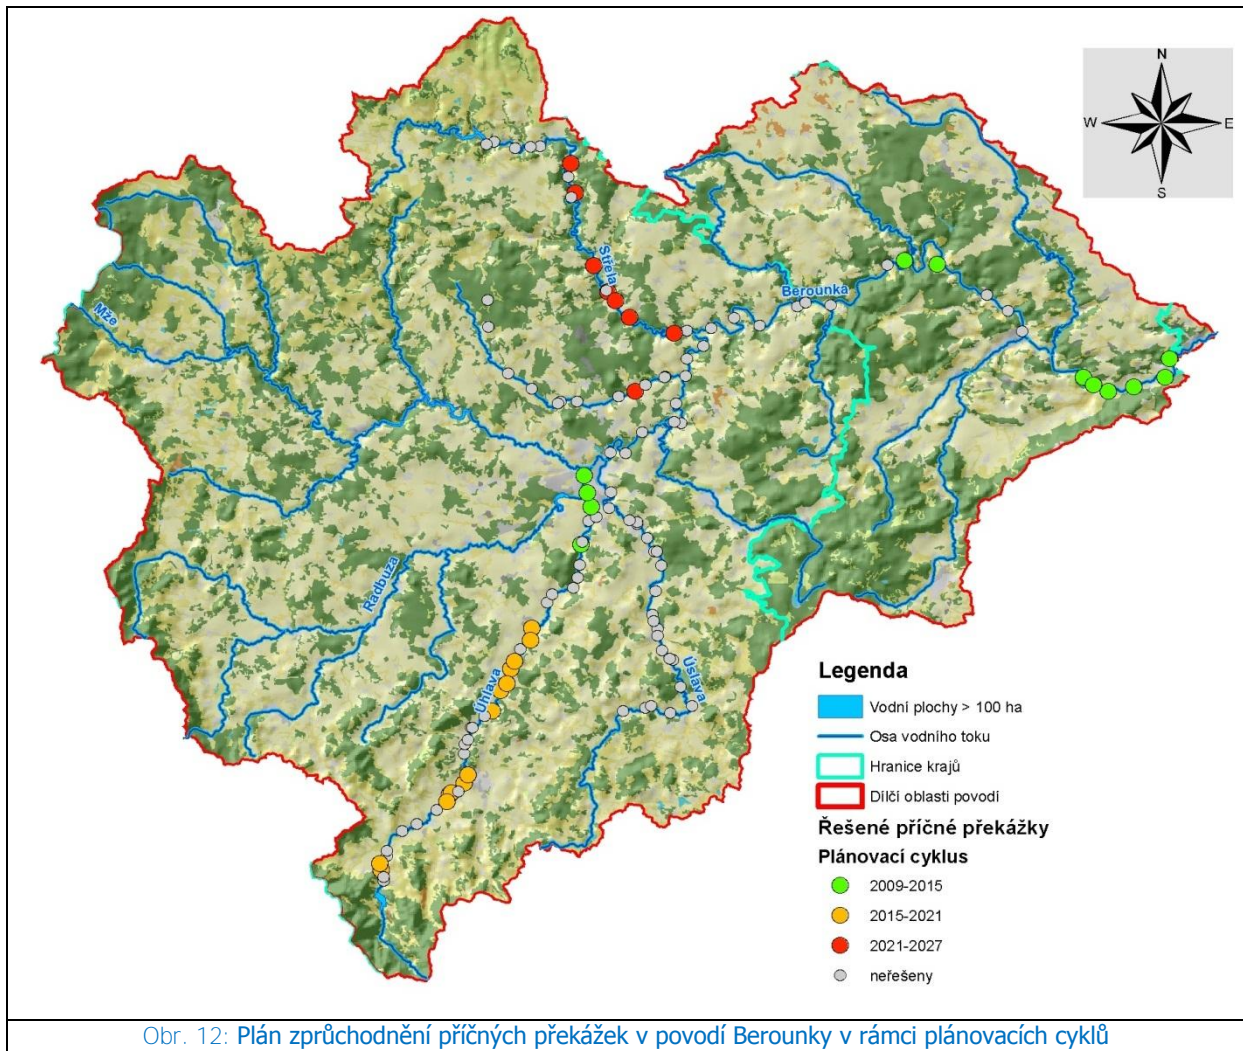 N
W
E
S
Střela
Berounka
Mže
Radbuza
Úhlava
Úslava
Legenda
Vodní plochy > 100 ha
Osa vodního toku
Hranice krajů
Dílčí oblasti povodí
Řešené příčné překážky
Plánovací cyklus
2009-2015
2015-2021
2021-2027
neřešeny
Obr. 12: Plán zprůchodnění příčných překážek v povodí Berounky v rámci plánovacích cyklů